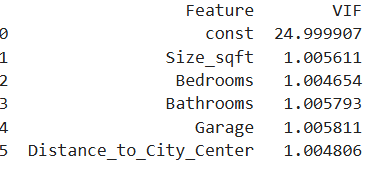 Feature VIF
0 const 24.999907
1 Size_sqft 1.005611
2 Bedrooms 1.004654
3 Bathrooms 1.005793
4 Garage 1.005811
5 Distance_to_City_Center 1.004806